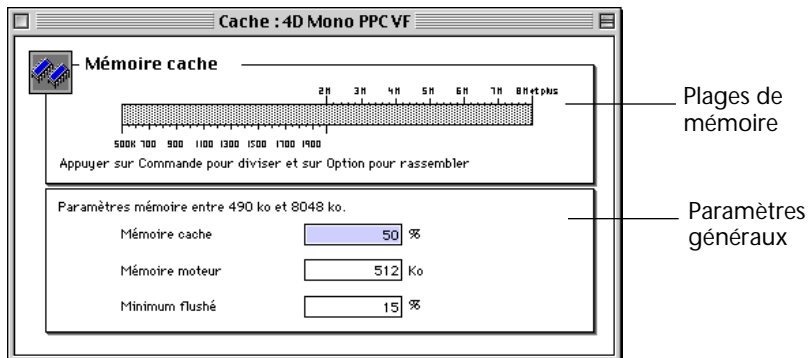 Cache : 4D Mono PPC VF
Mémoire cache
2M 3M 4M 5M 6M 7M 8M et plus
500K 700 900 1100 1300 1500 1700 1900
Appuyer sur Commande pour diviser et sur Option pour rassembler
Plages de
mémoire
Paramètres mémoire entre 490 ko et 8048 ko.
Mémoire cache 50 %
Mémoire moteur 512 Ko
Minimum flushé 15 %
Paramètres
généraux